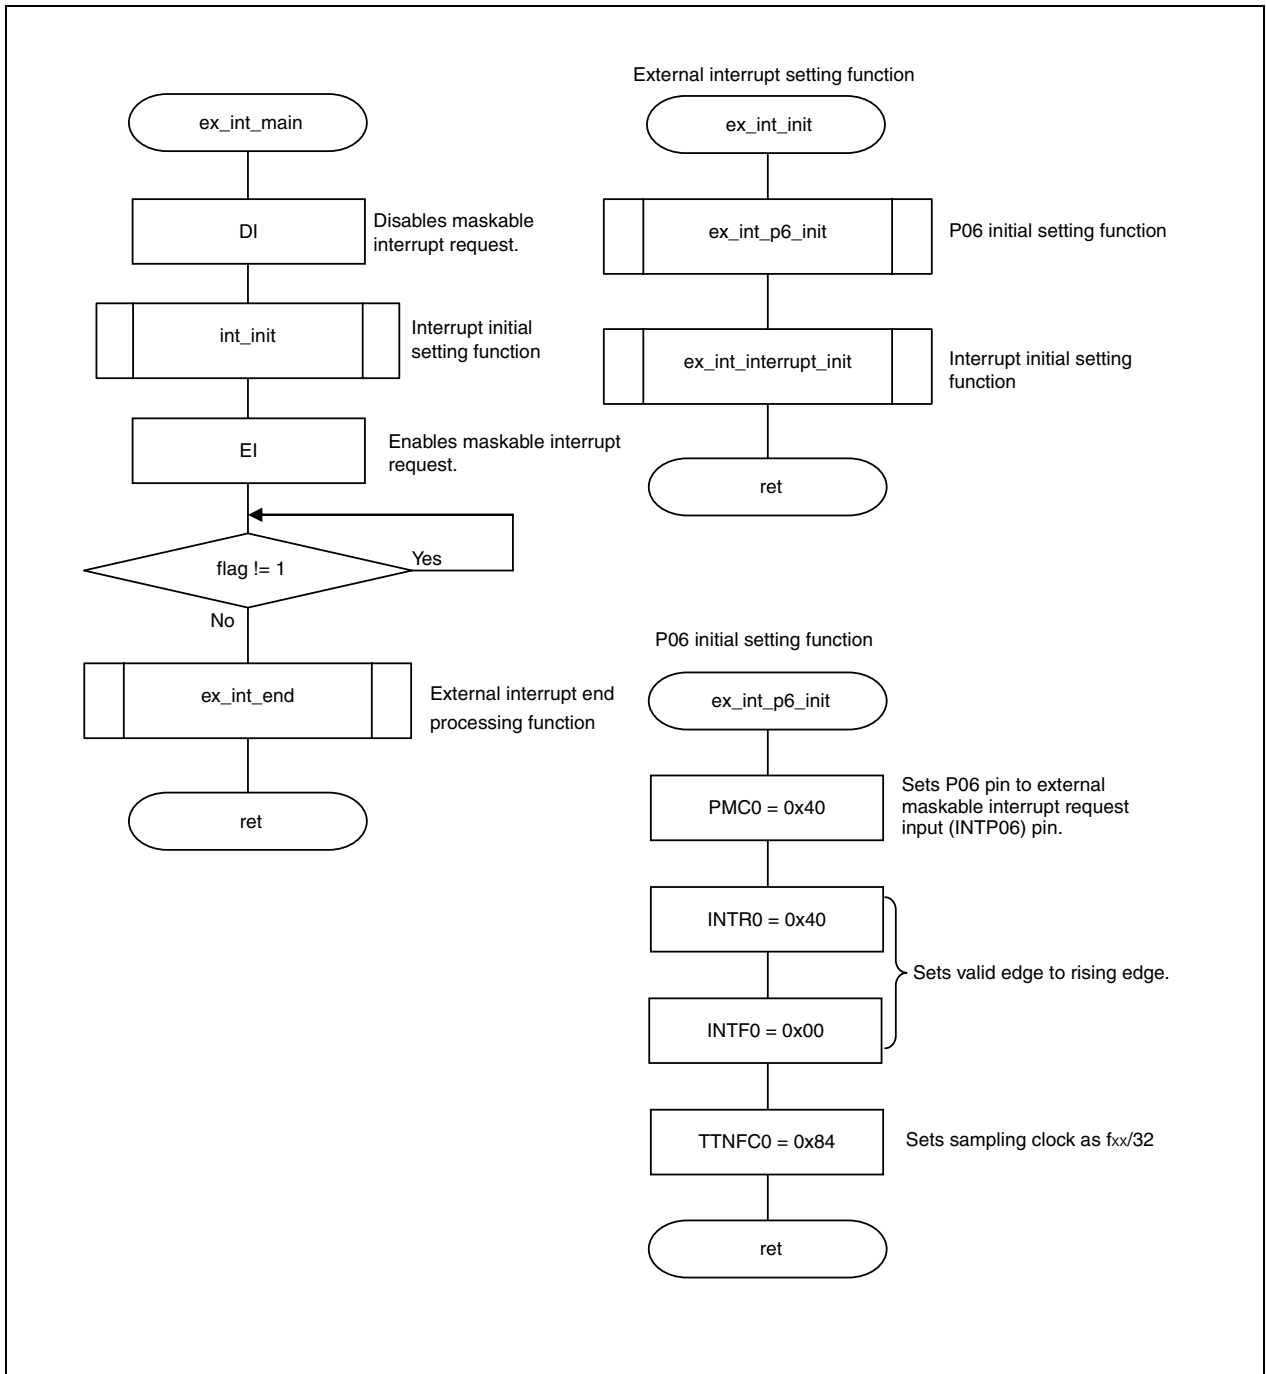 ex_int_main
DI
Disables maskable
interrupt request.
int_init
Interrupt initial
setting function
EI
Enables maskable interrupt
request.
flag != 1
Yes
No
ex_int_end
External interrupt end
processing function
ret
External interrupt setting function
ex_int_init
ex_int_p6_init
P06 initial setting function
ex_int_interrupt_init
Interrupt initial setting
function
ret
P06 initial setting function
ex_int_p6_init
PMC0 = 0x40
Sets P06 pin to external
maskable interrupt request
input (INTP06) pin.
INTR0 = 0x40
Sets valid edge to rising edge.
INTF0 = 0x00
TTNFC0 = 0x84
Sets sampling clock as fxx/32
ret